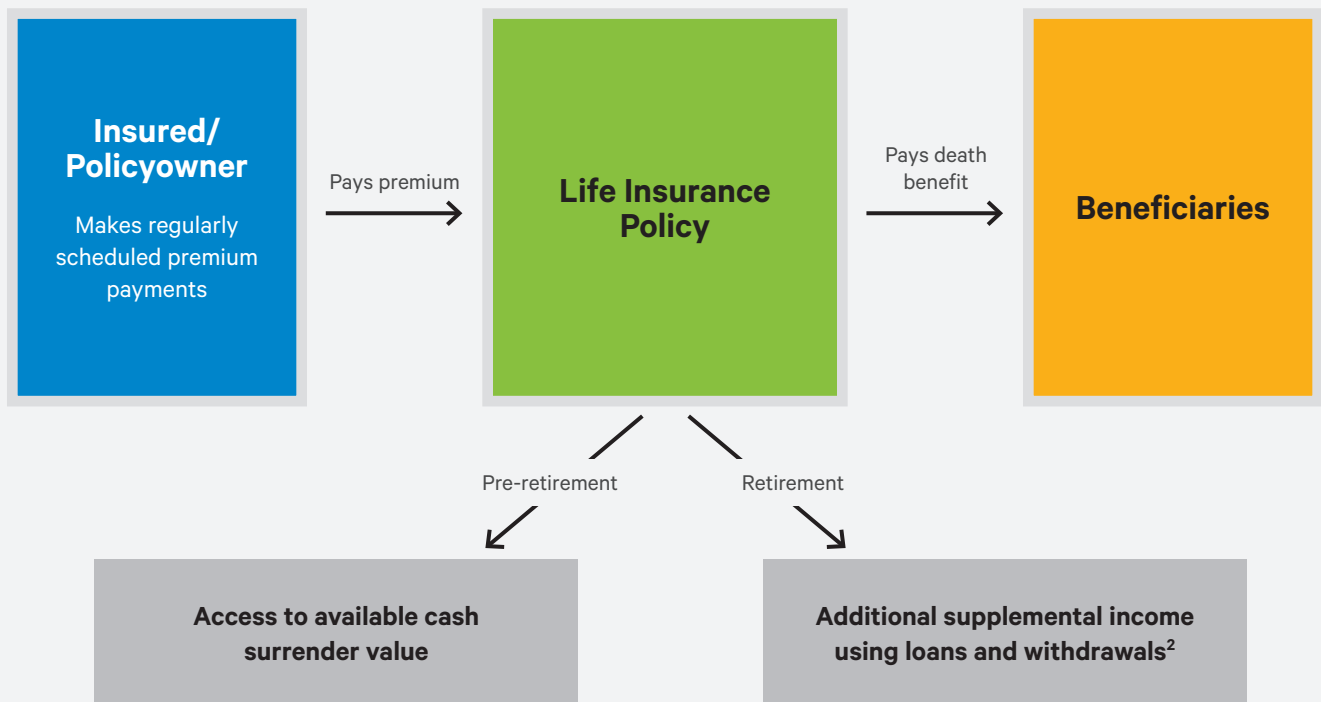 Insured/
Policyowner
Makes regularly
scheduled premium
payments
Pays premium
Life Insurance
Policy
Pays death
benefit
Beneficiaries
Pre-retirement
Retirement
Access to available cash
surrender value
Additional supplemental income
using loans and withdrawals²